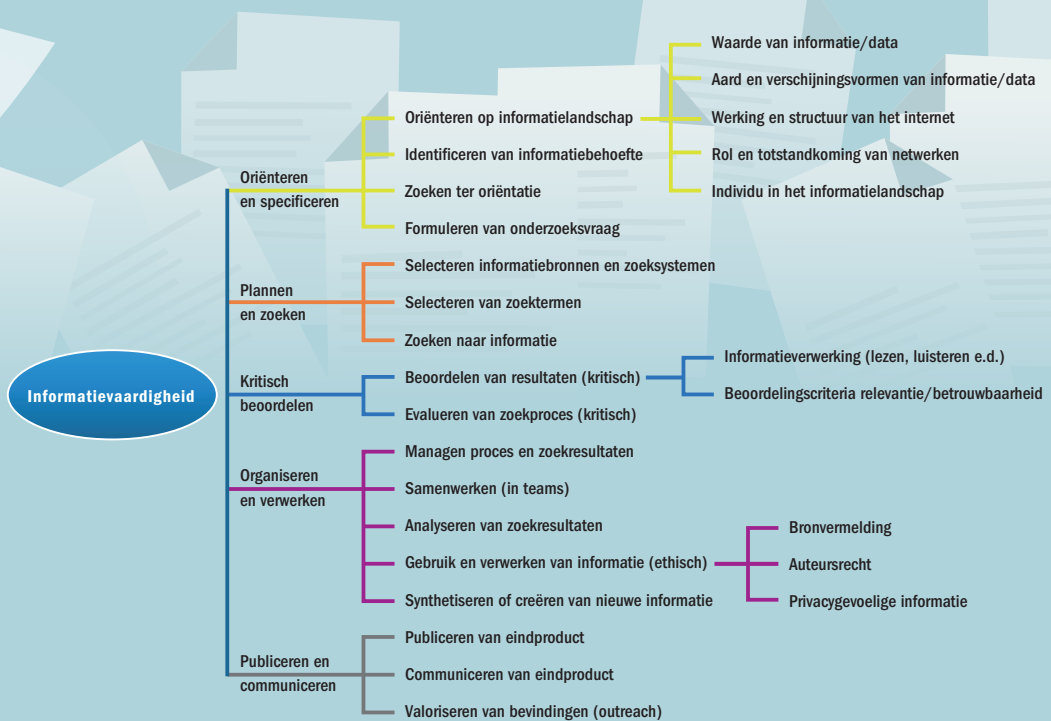 Informatievaardigheid
Oriënteren
en specificeren
Oriënteren op informatielandschap
Waarde van informatie/data
Aard en verschijningsvormen van informatie/data
Werking en structuur van het internet
Rol en totstandkoming van netwerken
Individu in het informatielandschap
Identificeren van informatiebehoefte
Zoeken ter oriëntatie
Formuleren van onderzoeksvraag
Plannen
en zoeken
Selecteren informatiebronnen en zoeksystemen
Selecteren van zoektermen
Zoeken naar informatie
Kritisch
beoordelen
Beoordelen van resultaten (kritisch)
Informatieverwerking (lezen, luisteren e.d.)
Beoordelingscriteria relevantie/betrouwbaarheid
Evalueren van zoekproces (kritisch)
Organiseren
en verwerken
Managen proces en zoekresultaten
Samenwerken (in teams)
Analyseren van zoekresultaten
Gebruik en verwerken van informatie (ethisch)
Bronvermelding
Auteursrecht
Privacygevoelige informatie
Synthetiseren of creëren van nieuwe informatie
Publiceren en
communiceren
Publiceren van eindproduct
Communiceren van eindproduct
Valoriseren van bevindingen (outreach)